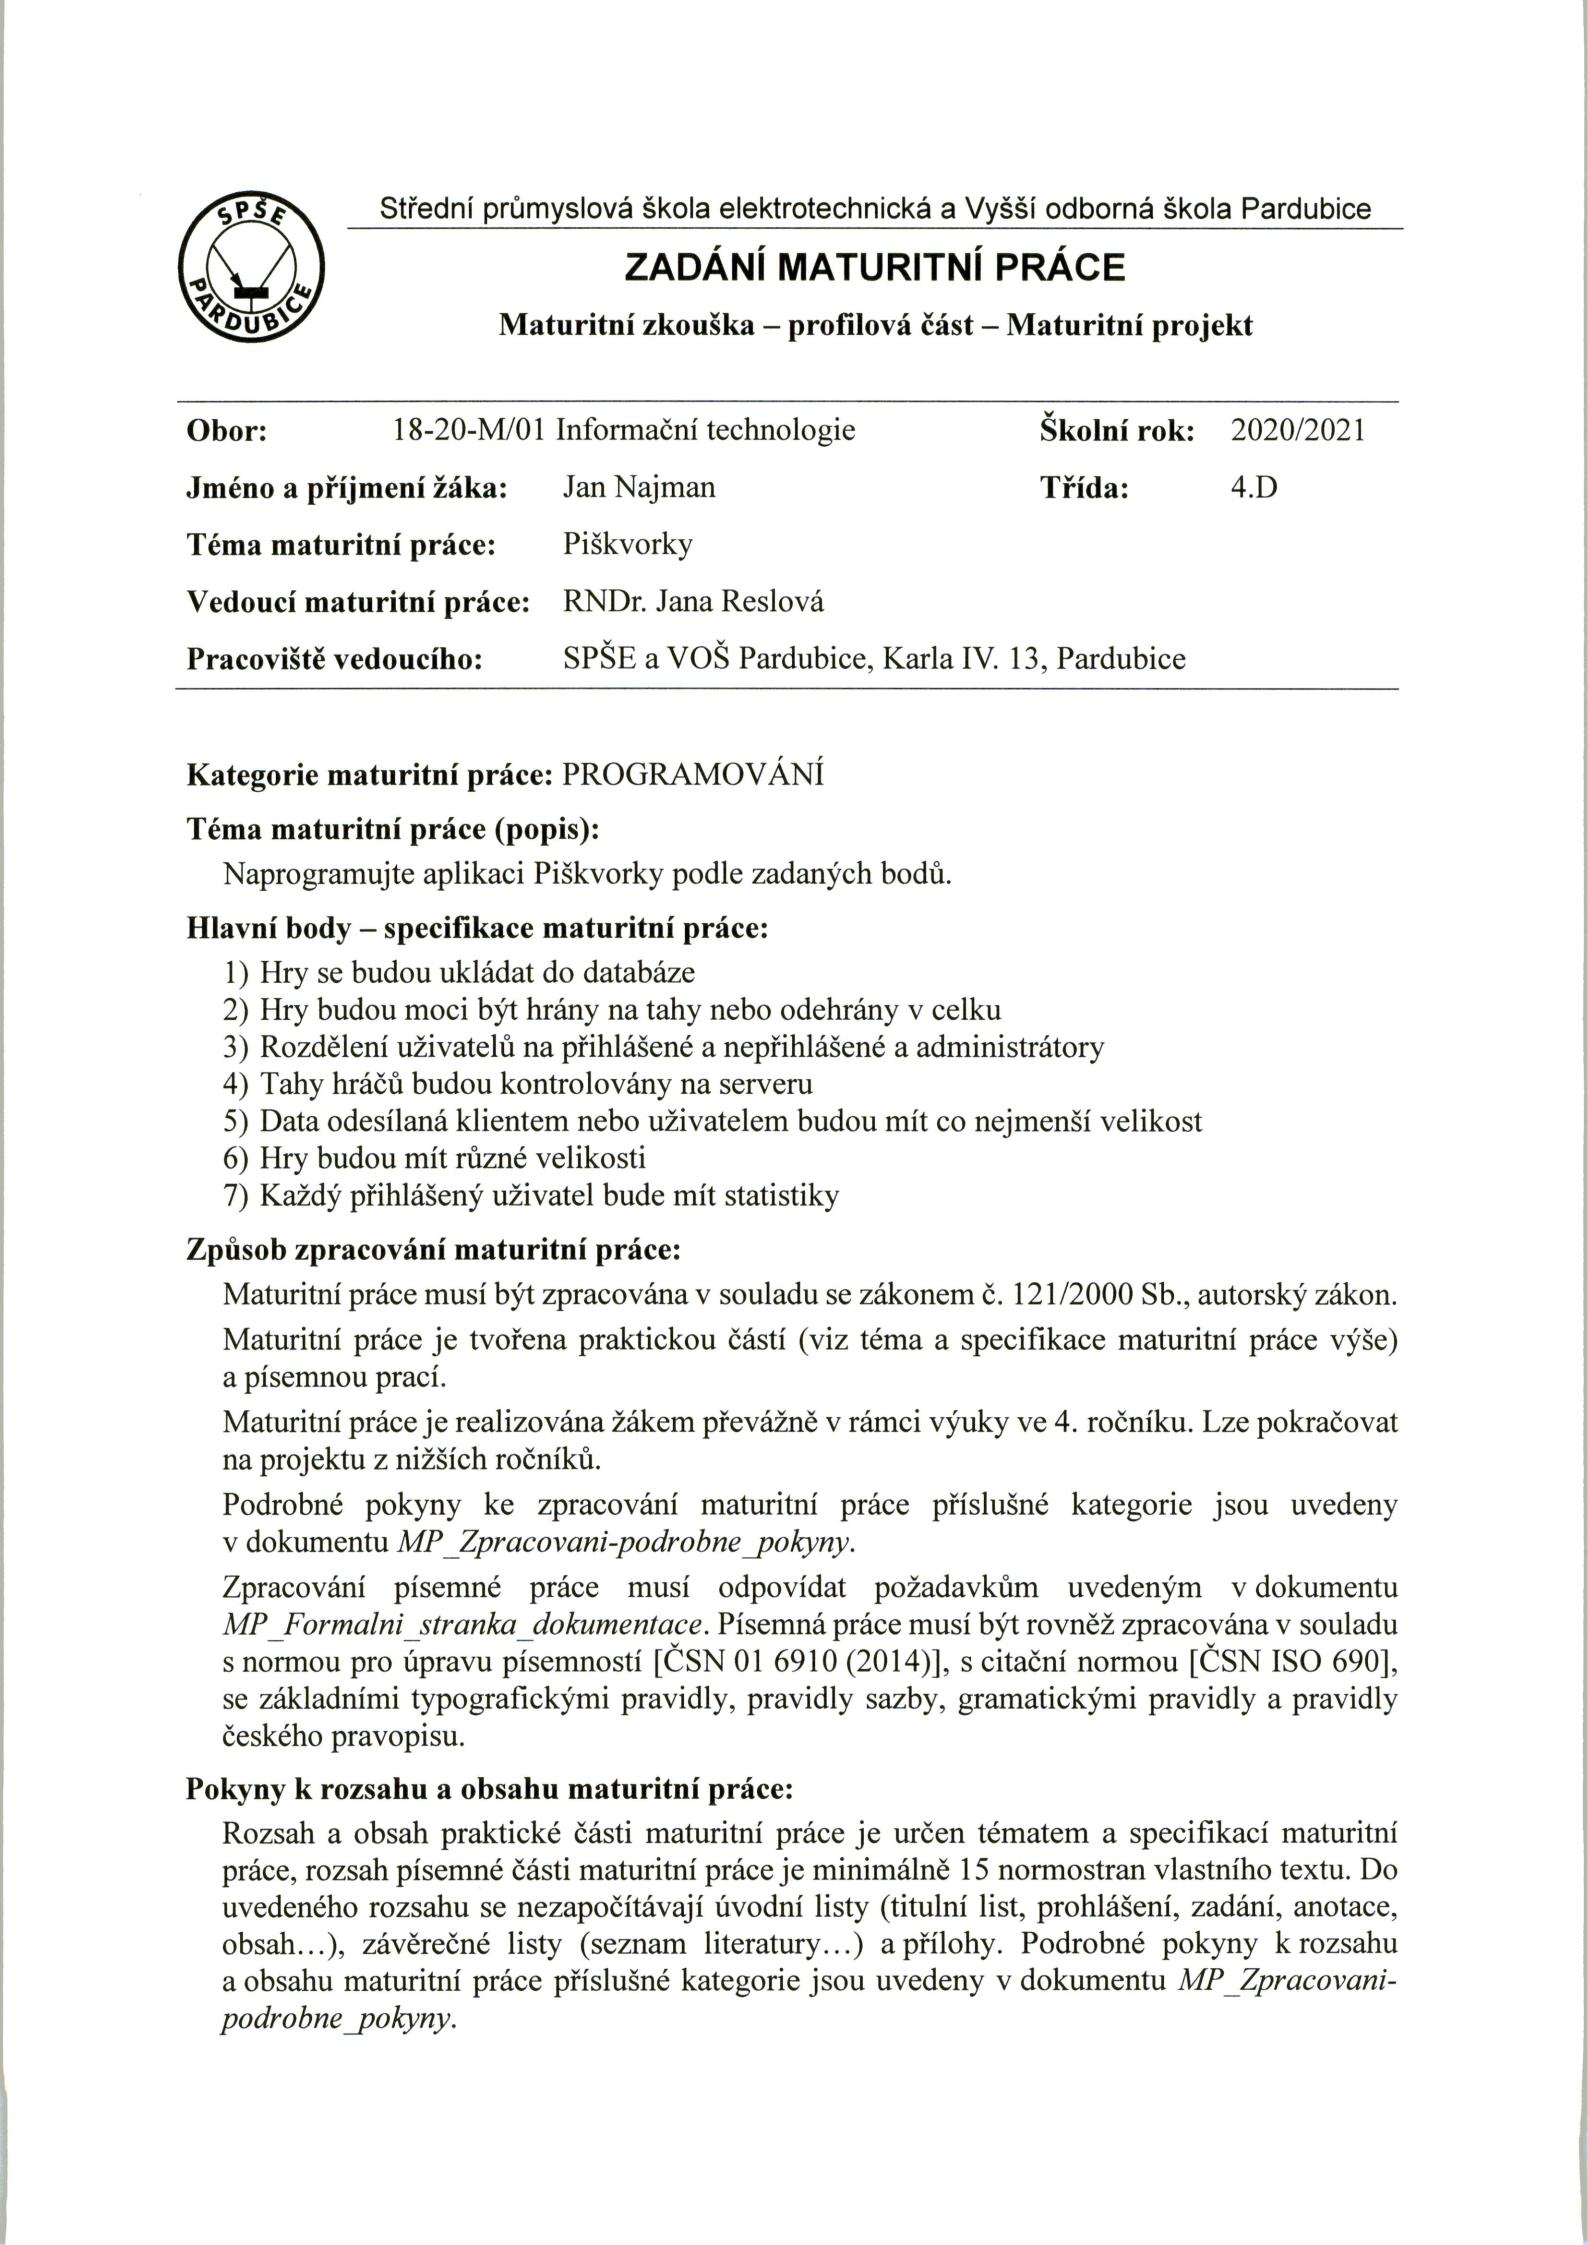 SPŠE
PARDUBICE
Střední průmyslová škola elektrotechnická a Vyšší odborná škola Pardubice
ZADÁNÍ MATURITNÍ PRÁCE
Maturitní zkouška – profilová část – Maturitní projekt
Obor: 18-20-M/01 Informační technologie Školní rok: 2020/2021
Jméno a příjmení žáka: Jan Najman Třída: 4.D
Téma maturitní práce: Piškvorky
Vedoucí maturitní práce: RNDr. Jana Reslová
Pracoviště vedoucího: SPŠE a VOŠ Pardubice, Karla IV. 13, Pardubice
Kategorie maturitní práce: PROGRAMOVÁNÍ
Téma maturitní práce (popis):
Naprogramujte aplikaci Piškvorky podle zadaných bodů.
Hlavní body – specifikace maturitní práce:
1) Hry se budou ukládat do databáze
2) Hry budou moci být hrány na tahy nebo odehrány v celku
3) Rozdělení uživatelů na přihlášené a nepřihlášené a administrátory
4) Tahy hráčů budou kontrolovány na serveru
5) Data odesílaná klientem nebo uživatelem budou mít co nejmenší velikost
6) Hry budou mít různé velikosti
7) Každý přihlášený uživatel bude mít statistiky
Způsob zpracování maturitní práce:
Maturitní práce musí být zpracována v souladu se zákonem č. 121/2000 Sb., autorský zákon.
Maturitní práce je tvořena praktickou částí (viz téma a specifikace maturitní práce výše)
a písemnou prací.
Maturitní práce je realizována žákem převážně v rámci výuky ve 4. ročníku. Lze pokračovat
na projektu z nižších ročníků.
Podrobné pokyny ke zpracování maturitní práce příslušné kategorie jsou uvedeny
v dokumentu MP_Zpracovani-podrobne_pokyny.
Zpracování písemné práce musí odpovídat požadavkům uvedeným v dokumentu
MP_Formalni_stranka_dokumentace. Písemná práce musí být rovněž zpracována v souladu
s normou pro úpravu písemností [ČSN 01 6910 (2014)], s citační normou [ČSN ISO 690],
se základními typografickými pravidly, pravidly sazby, gramatickými pravidly a pravidly
českého pravopisu.
Pokyny k rozsahu a obsahu maturitní práce:
Rozsah a obsah praktické části maturitní práce je určen tématem a specifikací maturitní
práce, rozsah písemné části maturitní práce je minimálně 15 normostran vlastního textu. Do
uvedeného rozsahu se nezapočítávají úvodní listy (titulní list, prohlášení, zadání, anotace,
obsah...), závěrečné listy (seznam literatury...) a přílohy. Podrobné pokyny k rozsahu
a obsahu maturitní práce příslušné kategorie jsou uvedeny v dokumentu MP_Zpracovani-
podrobne_pokyny.